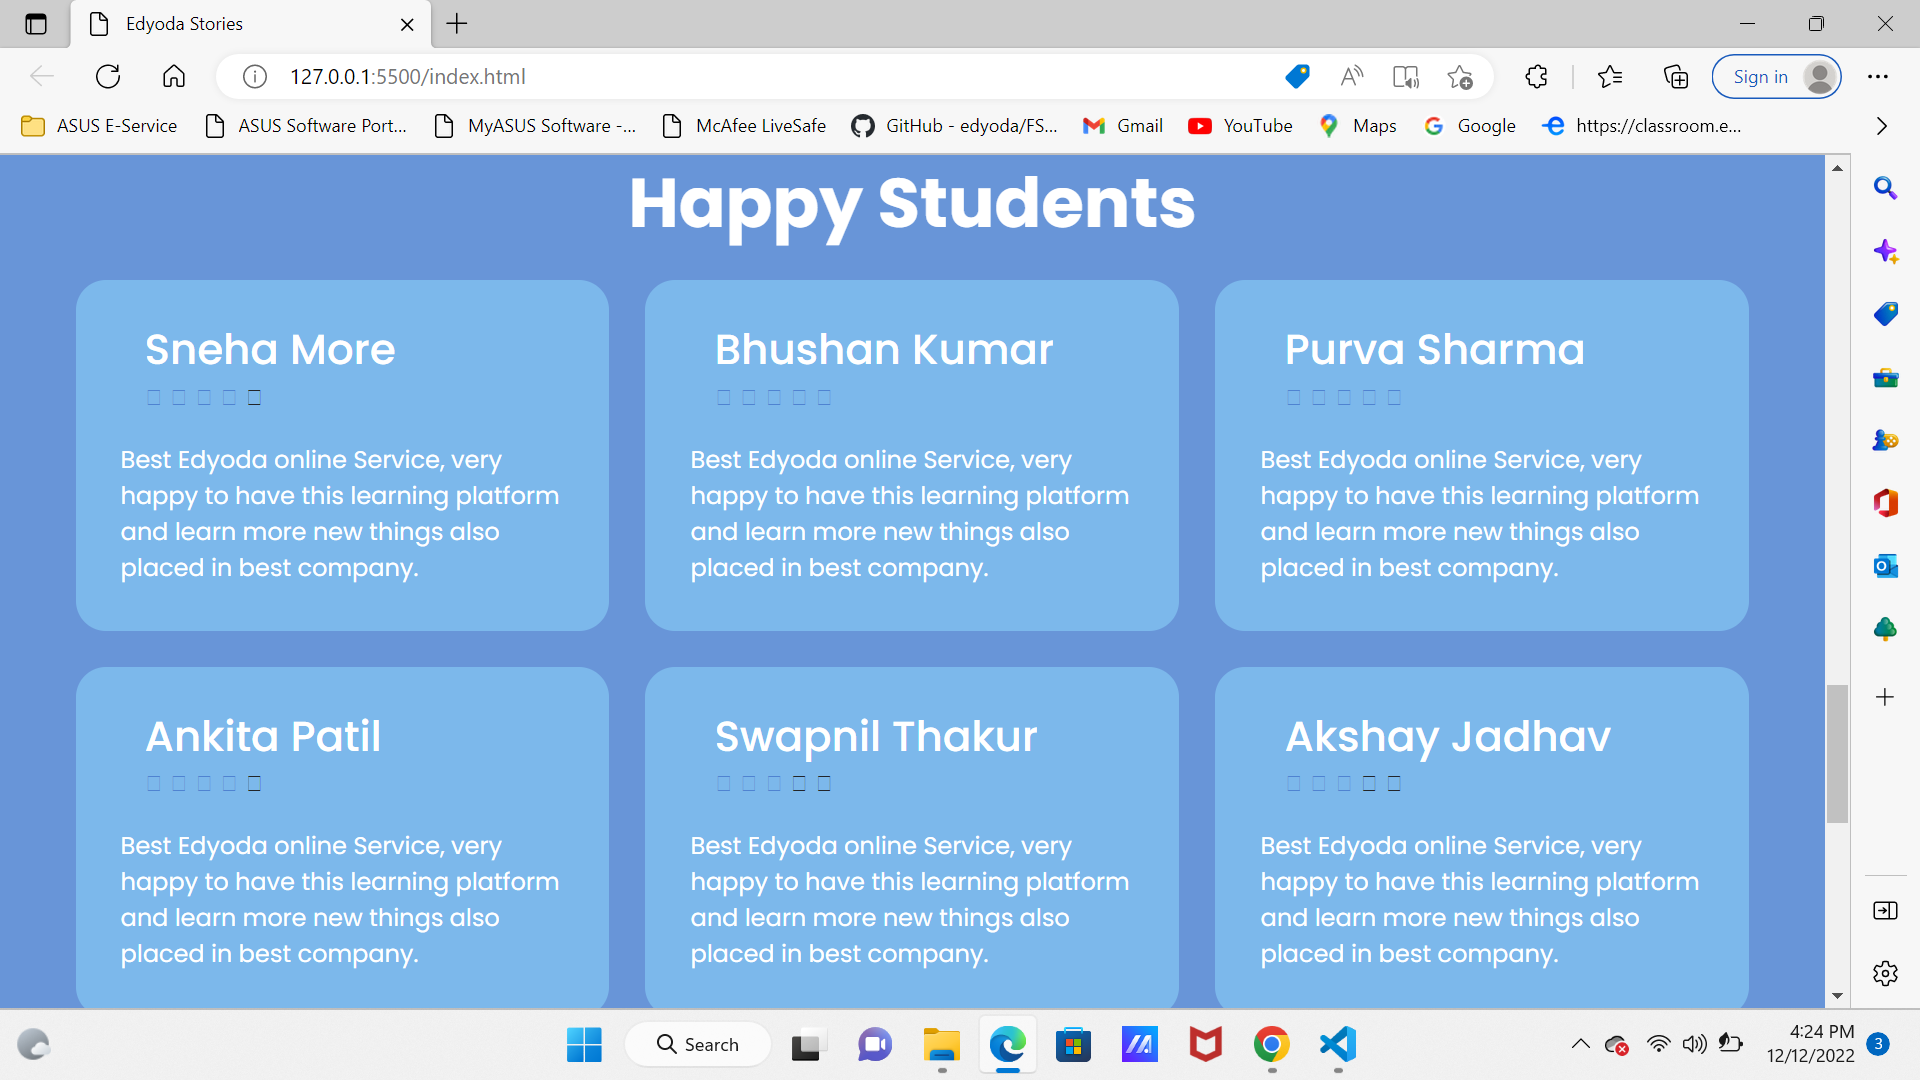 Edyoda Stories
127.0.0.1:5500/index.html
Sign in
ASUS E-Service
ASUS Software Port...
MyASUS Software -...
McAfee LiveSafe
GitHub - edyoda/FS...
Gmail
YouTube
Maps
Google
https://classroom.e...
Happy Students
Sneha More
Best Edyoda online Service, very
happy to have this learning platform
and learn more new things also
placed in best company.
Bhushan Kumar
Best Edyoda online Service, very
happy to have this learning platform
and learn more new things also
placed in best company.
Purva Sharma
Best Edyoda online Service, very
happy to have this learning platform
and learn more new things also
placed in best company.
Ankita Patil
Best Edyoda online Service, very
happy to have this learning platform
and learn more new things also
placed in best company.
Swapnil Thakur
Best Edyoda online Service, very
happy to have this learning platform
and learn more new things also
placed in best company.
Akshay Jadhav
Best Edyoda online Service, very
happy to have this learning platform
and learn more new things also
placed in best company.
Search
4:24 PM
12/12/2022
3